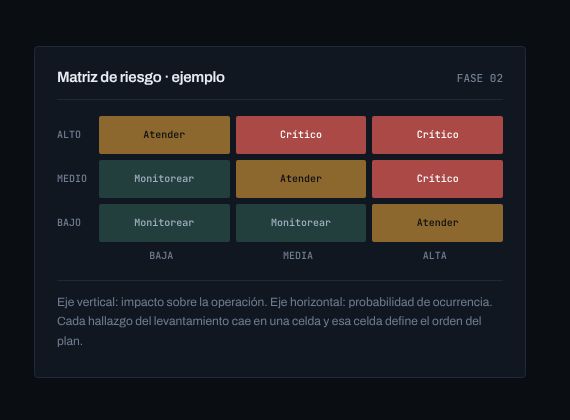 Matriz de riesgo · ejemplo
FASE 02
ALTO Atender Crítico Crítico
MEDIO Monitorear Atender Crítico
BAJO Monitorear Monitorear Atender
BAJA MEDIA ALTA
Eje vertical: impacto sobre la operación. Eje horizontal: probabilidad de ocurrencia.
Cada hallazgo del levantamiento cae en una celda y esa celda define el orden del
plan.